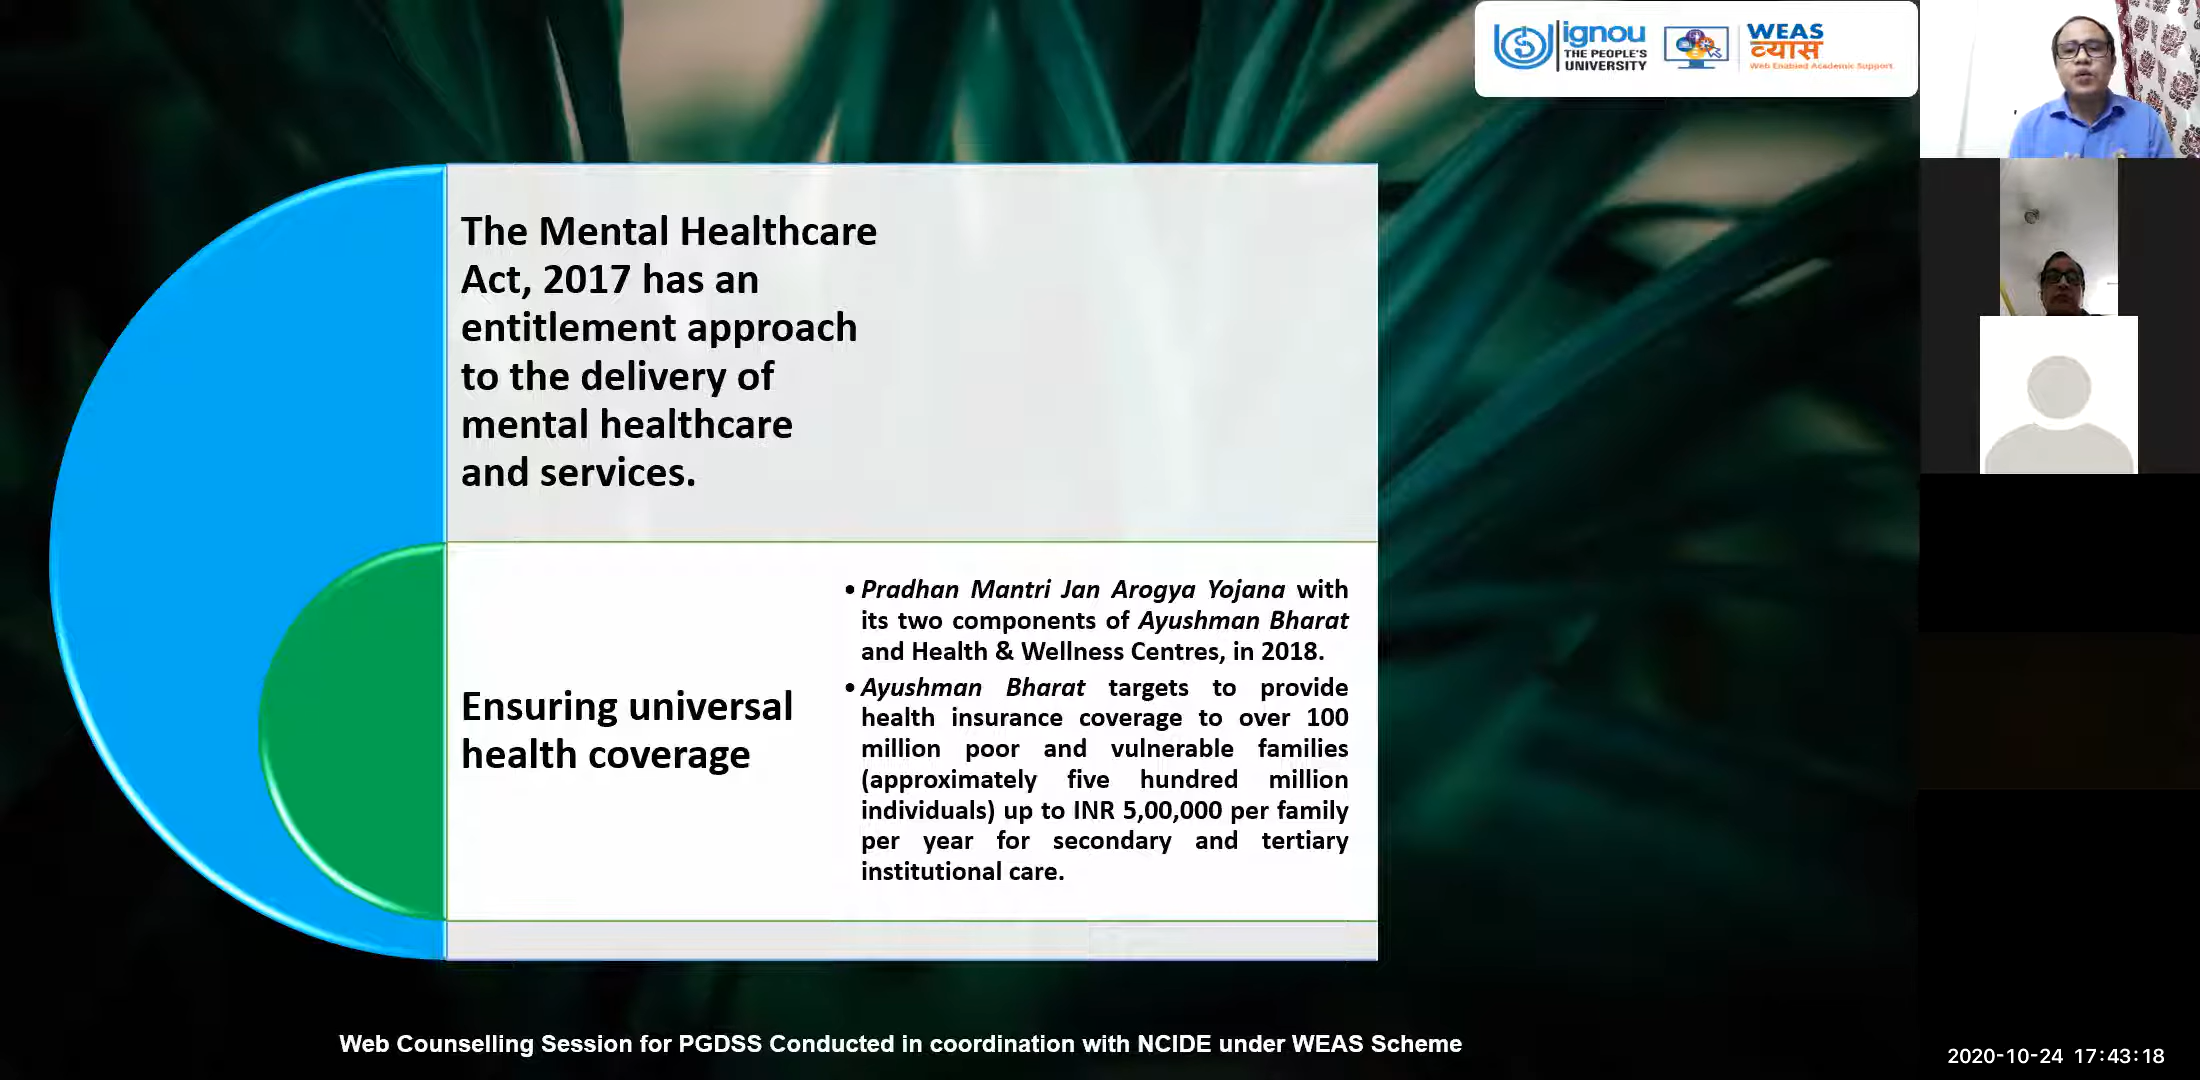 ignou
THE PEOPLE'S
UNIVERSITY
WEAS
व्यास
Web Enabled Academic Support
The Mental Healthcare
Act, 2017 has an
entitlement approach
to the delivery of
mental healthcare
and services.
Ensuring universal
health coverage
• Pradhan Mantri Jan Arogya Yojana with
its two components of Ayushman Bharat
and Health & Wellness Centres, in 2018.
• Ayushman Bharat targets to provide
health insurance coverage to over 100
million poor and vulnerable families
(approximately five hundred million
individuals) up to INR 5,00,000 per family
per year for secondary and tertiary
institutional care.
Web Counselling Session for PGDSS Conducted in coordination with NCIDE under WEAS Scheme
2020-10-24 17:43:18